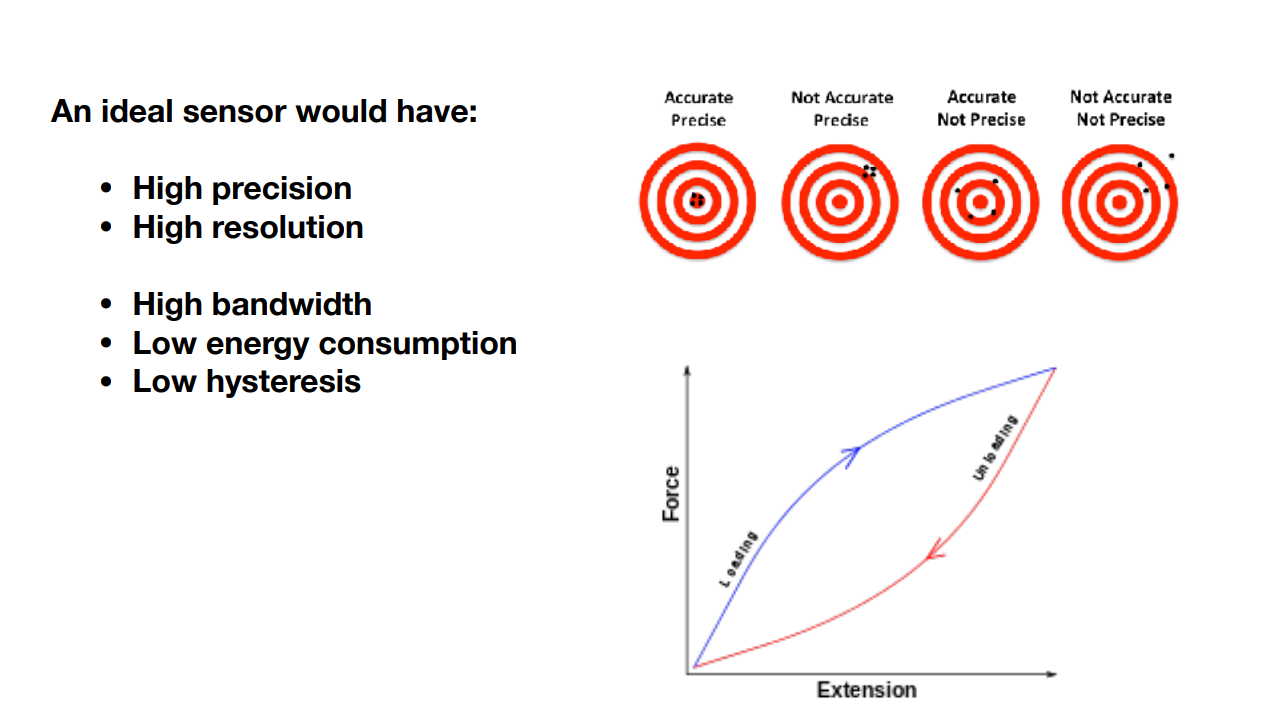 An ideal sensor would have:
• High precision
• High resolution
• High bandwidth
• Low energy consumption
• Low hysteresis
Accurate
Precise
Not Accurate
Precise
Accurate
Not Precise
Not Accurate
Not Precise
Force
Loading
Unloading
Extension